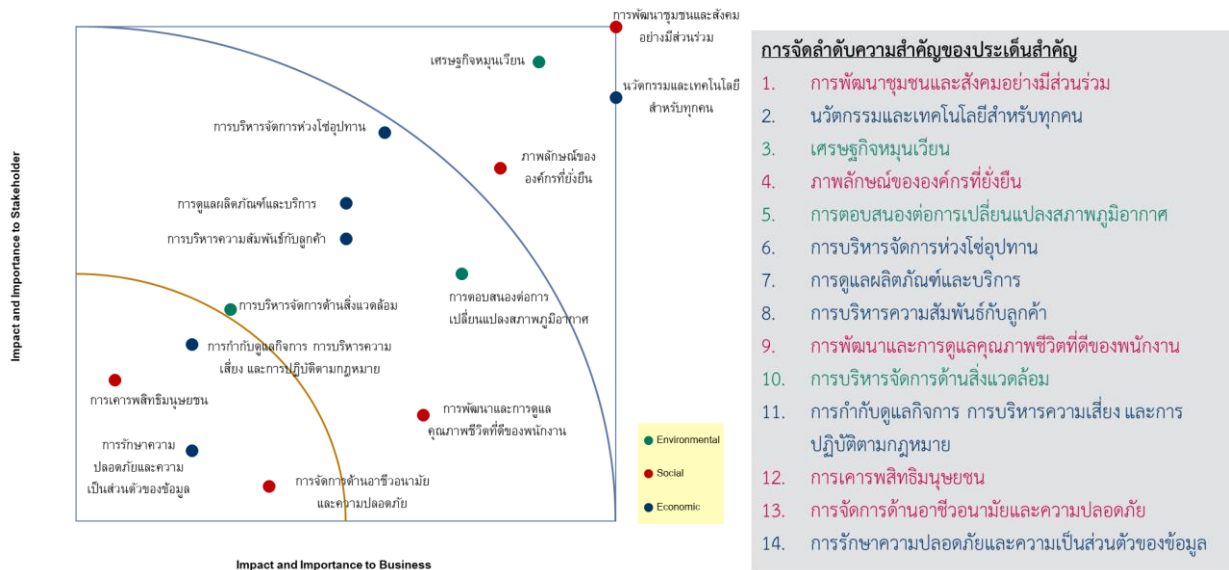 การพัฒนาชุมชนและสังคม
อย่างมีส่วนร่วม
เศรษฐกิจหมุนเวียน
นวัตกรรมและเทคโนโลยี
สำหรับทุกคน
การบริหารจัดการห่วงโซ่อุปทาน
ภาพลักษณ์ของ
องค์กรที่ยั่งยืน
การดูแลผลิตภัณฑ์และบริการ
การบริหารความสัมพันธ์กับลูกค้า
การตอบสนองต่อการ
เปลี่ยนแปลงสภาพภูมิอากาศ
การบริหารจัดการด้านสิ่งแวดล้อม
การกำกับดูแลกิจการ การบริหารความ
เสี่ยง และการปฏิบัติตามกฎหมาย
การเคารพสิทธิมนุษยชน
การพัฒนาและการดูแล
คุณภาพชีวิตที่ดีของพนักงาน
การรักษาความ
ปลอดภัยและความ
เป็นส่วนตัวของข้อมูล
การจัดการด้านอาชีวอนามัย
และความปลอดภัย
Impact and Importance to Stakeholder
Impact and Importance to Business
Environmental
Social
Economic
การจัดลำดับความสำคัญของประเด็นสำคัญ
1. การพัฒนาชุมชนและสังคมอย่างมีส่วนร่วม
2. นวัตกรรมและเทคโนโลยีสำหรับทุกคน
3. เศรษฐกิจหมุนเวียน
4. ภาพลักษณ์ขององค์กรที่ยั่งยืน
5. การตอบสนองต่อการเปลี่ยนแปลงสภาพภูมิอากาศ
6. การบริหารจัดการห่วงโซ่อุปทาน
7. การดูแลผลิตภัณฑ์และบริการ
8. การบริหารความสัมพันธ์กับลูกค้า
9. การพัฒนาและการดูแลคุณภาพชีวิตที่ดีของพนักงาน
10. การบริหารจัดการด้านสิ่งแวดล้อม
11. การกำกับดูแลกิจการ การบริหารความเสี่ยง และการ
ปฏิบัติตามกฎหมาย
12. การเคารพสิทธิมนุษยชน
13. การจัดการด้านอาชีวอนามัยและความปลอดภัย
14. การรักษาความปลอดภัยและความเป็นส่วนตัวของข้อมูล